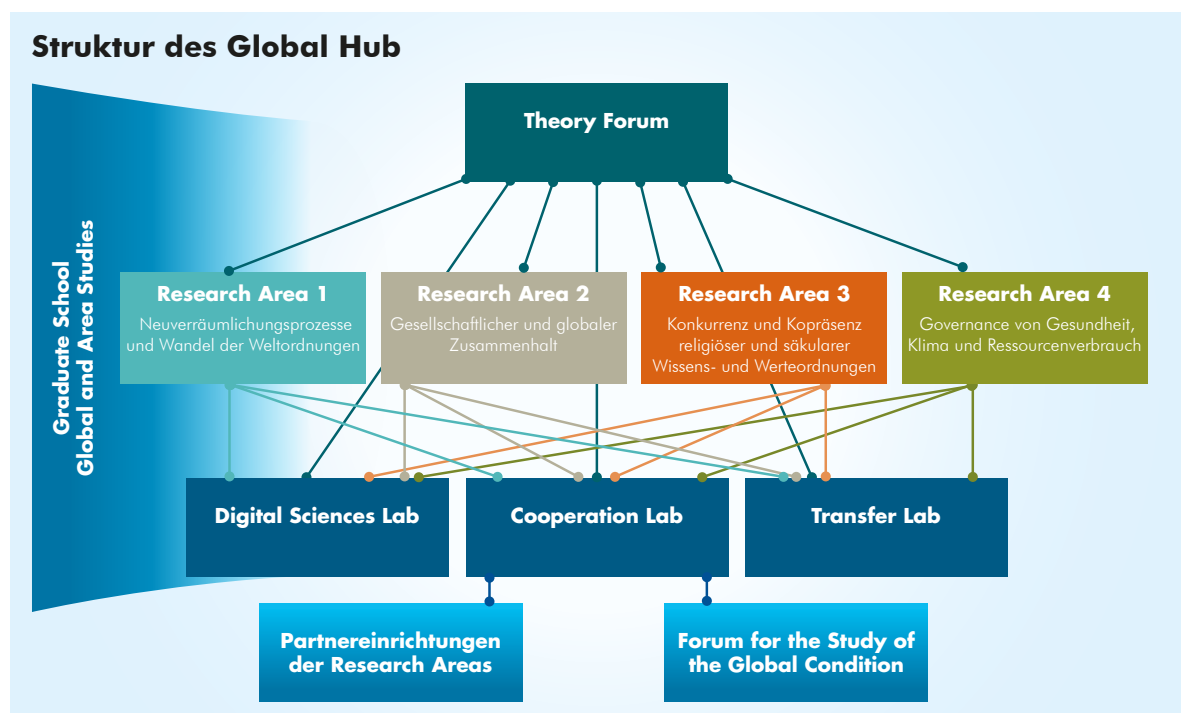 Struktur des Global Hub
Theory Forum
Graduate School
Global and Area Studies
Research Area 1
Neuverräumlichungsprozesse
und Wandel der Weltordnungen
Research Area 2
Gesellschaftlicher und globaler
Zusammenhalt
Research Area 3
Konkurrenz und Kopräsenz
religiöser und säkularer
Wissens- und Werteordnungen
Research Area 4
Governance von Gesundheit,
Klima und Ressourcenverbrauch
Digital Sciences Lab
Cooperation Lab
Transfer Lab
Partnereinrichtungen
der Research Areas
Forum for the Study of
the Global Condition